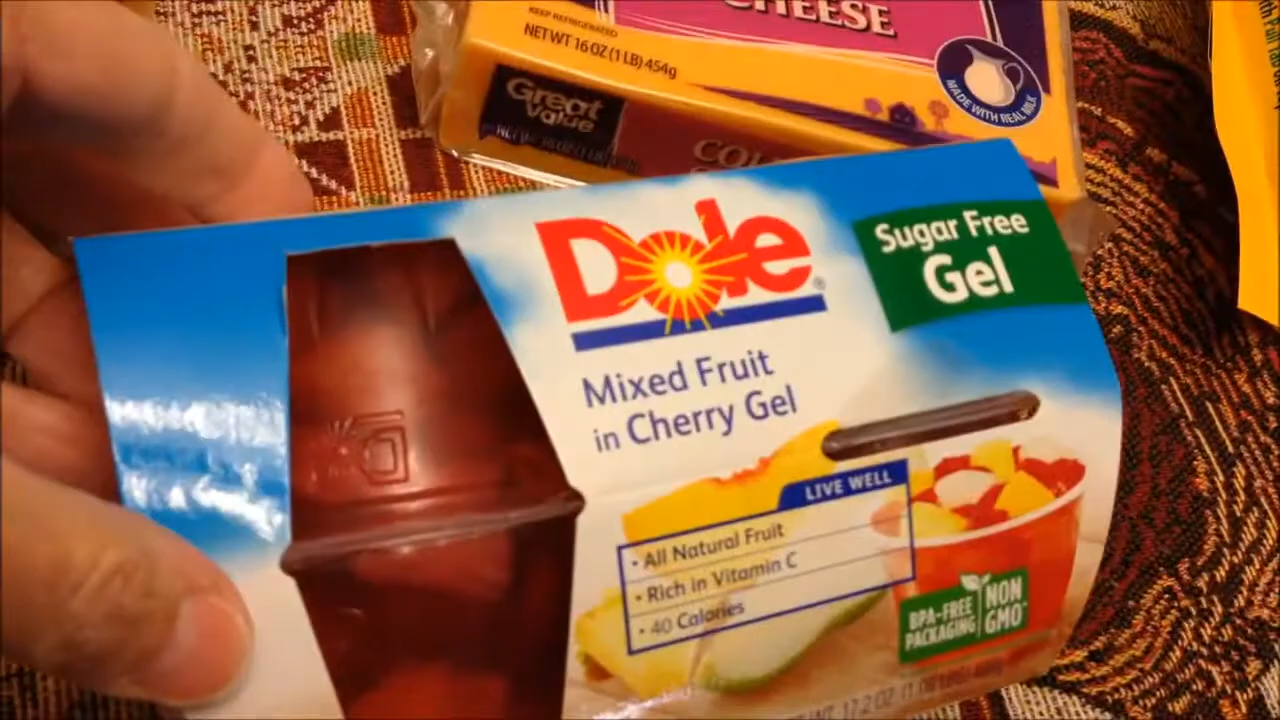 CHEESE
KEEP REFRIGERATED
NET WT 16 OZ (1 LB) 454g
MADE WITH REAL MILK
Great
Value
Dole
Sugar Free
Gel
Mixed Fruit
in Cherry Gel
LIVE WELL
• All Natural Fruit
• Rich in Vitamin C
• 40 Calories
BPA-FREE
PACKAGING
NON
GMO